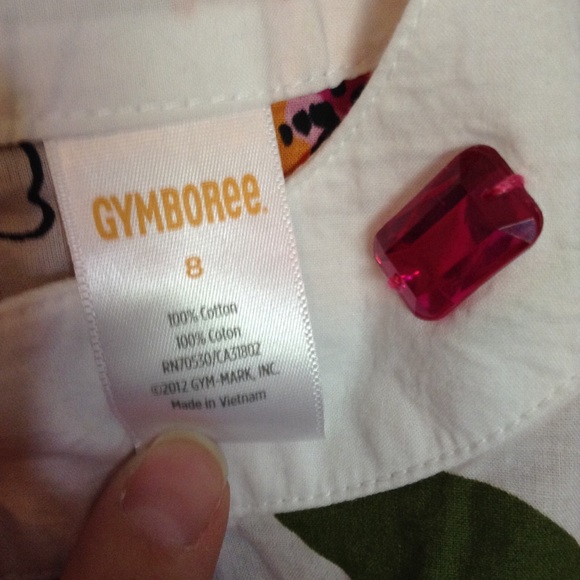 GYMBOREE.
8
100% Cotton
100% Coton
RN70530/CA31802
©2012 GYM-MARK, INC.
Made in Vietnam